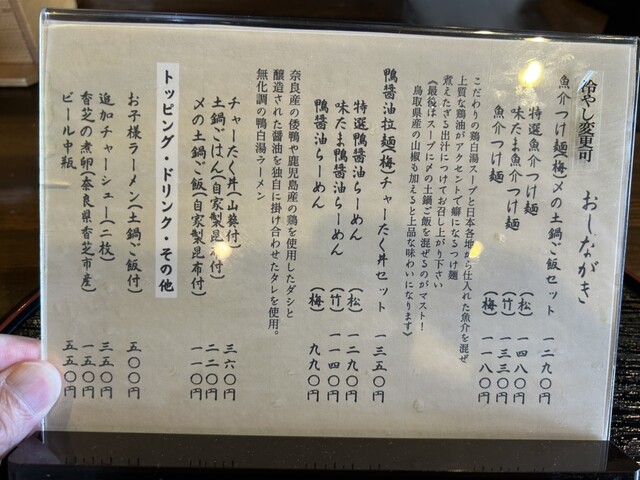 おしながき
冷やし変更可
魚介つけ麺(梅)〆の土鍋ご飯セット 一二九〇円
特選魚介つけ麺 (松) 一四八〇円
味たま魚介つけ麺 (竹) 一三三〇円
魚介つけ麺 (梅) 一一八〇円
こだわりの鶏白湯スープと日本各地から仕入れた魚介を混ぜ
上質な鶏油がアクセントで癖になるつけ麺
煮えたぎる出汁につけてお召し上がり下さい
《最後はスープに〆の土鍋ご飯を混ぜるのがマスト!
鳥取県産の山椒も加えると上品な味わいになります》
鴨醤油拉麺(梅)チャーたく丼セット 一三五〇円
特選鴨醤油らーめん (松) 一二九〇円
味たま鴨醤油らーめん (竹) 一一四〇円
鴨醤油らーめん (梅) 九九〇円
奈良産の倭鴨や鹿児島産の鶏を使用したダシと
醸造された醤油を独自に掛け合わせたタレを使用。
無化調の鴨白湯ラーメン
トッピング・ドリンク・その他
チャーたく丼(山葵付) 三六〇円
土鍋ごはん(自家製昆布付) 二二〇円
〆の土鍋ご飯(自家製昆布付) 一一〇円
お子様ラーメン(土鍋ご飯付) 五〇〇円
追加チャーシュー(二枚) 三五〇円
香芝の煮卵(奈良県香芝市産) 一五〇円
ビール中瓶 五五〇円